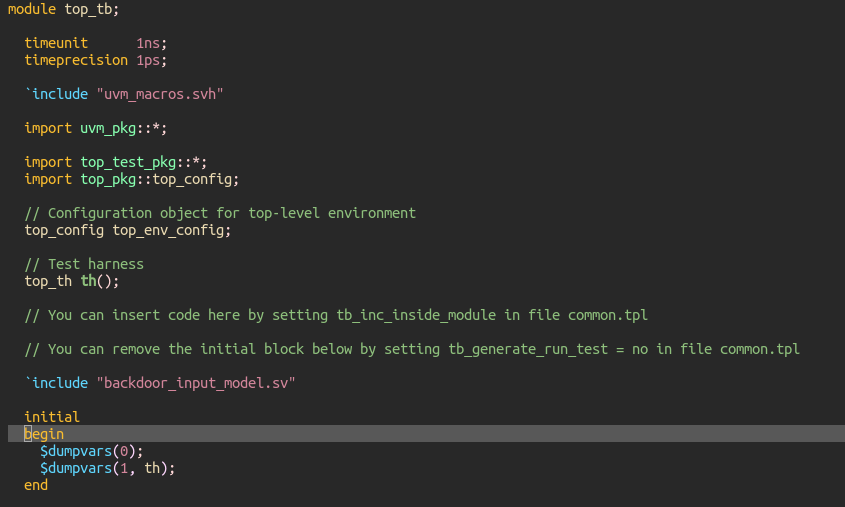 module top_tb;
timeunit      1ns;
timeprecision 1ps;
`include "uvm_macros.svh"
import uvm_pkg::*;
import top_test_pkg::*;
import top_pkg::top_config;
// Configuration object for top-level environment
top_config top_env_config;
// Test harness
top_th th();
// You can insert code here by setting tb_inc_inside_module in file common.tpl
// You can remove the initial block below by setting tb_generate_run_test = no in file common.tpl
`include "backdoor_input_model.sv"
initial
begin
$dumpvars(0);
$dumpvars(1, th);
end